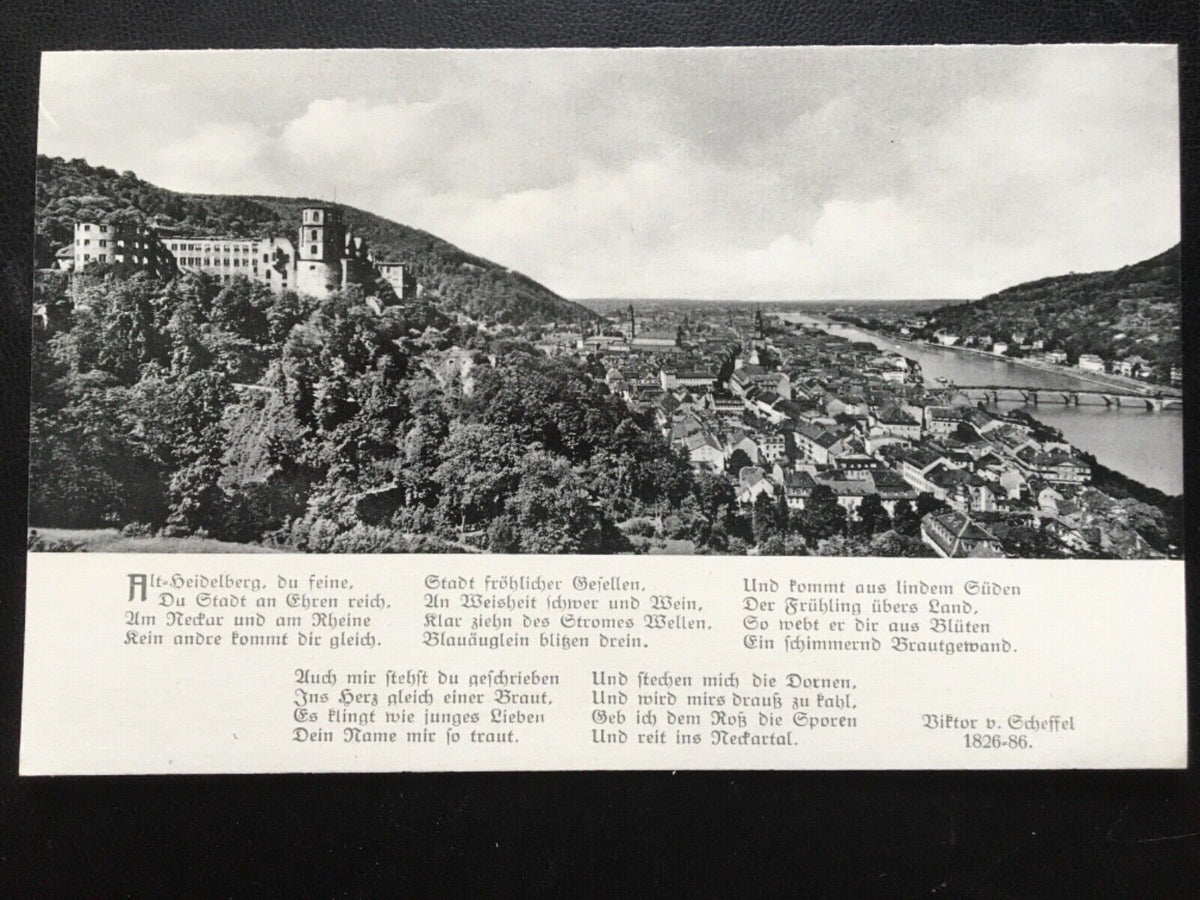 Alt-Heidelberg, du feine,
Du Stadt an Ehren reich,
Am Neckar und am Rheine
Kein andre kommt dir gleich.
Stadt fröhlicher Gesellen,
An Weisheit schwer und Wein,
Klar ziehn des Stromes Wellen,
Blauäuglein blitzen drein.
Und kommt aus lindem Süden
Der Frühling übers Land,
So webt er dir aus Blüten
Ein schimmernd Brautgewand.
Auch mir stehst du geschrieben
Ins Herz gleich einer Braut,
Es klingt wie junges Lieben
Dein Name mir so traut.
Und stechen mich die Dornen,
Und wird mirs drauß zu kahl,
Geb ich dem Roß die Sporen
Und reit ins Neckartal.
Viktor v. Scheffel
1826-86.